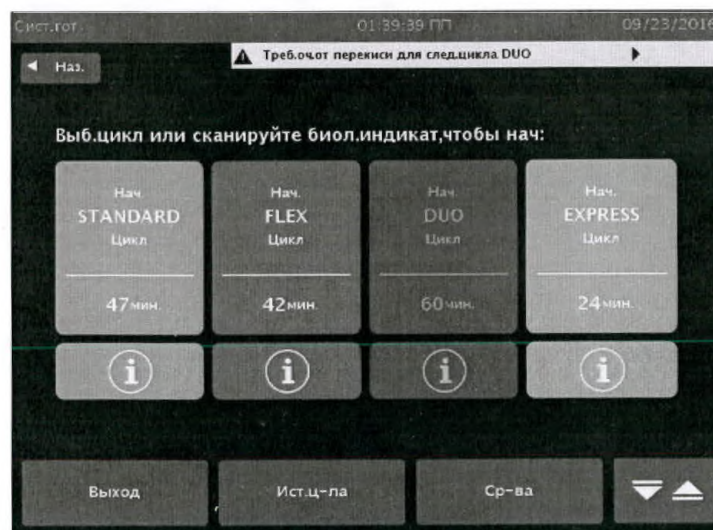 Сист.гот.
01:39:39 ПП
09/23/2016
Наз.
Треб.оч.от перекиси для след.цикла DUO
Выб.цикл или сканируйте биол.индикат,чтобы нач:
Нач.
STANDARD
Цикл
47мин.
Нач.
FLEX
Цикл
42мин.
Нач.
DUO
Цикл
60мин.
Нач.
EXPRESS
Цикл
24мин.
Выход
Ист.ц-ла
Ср-ва